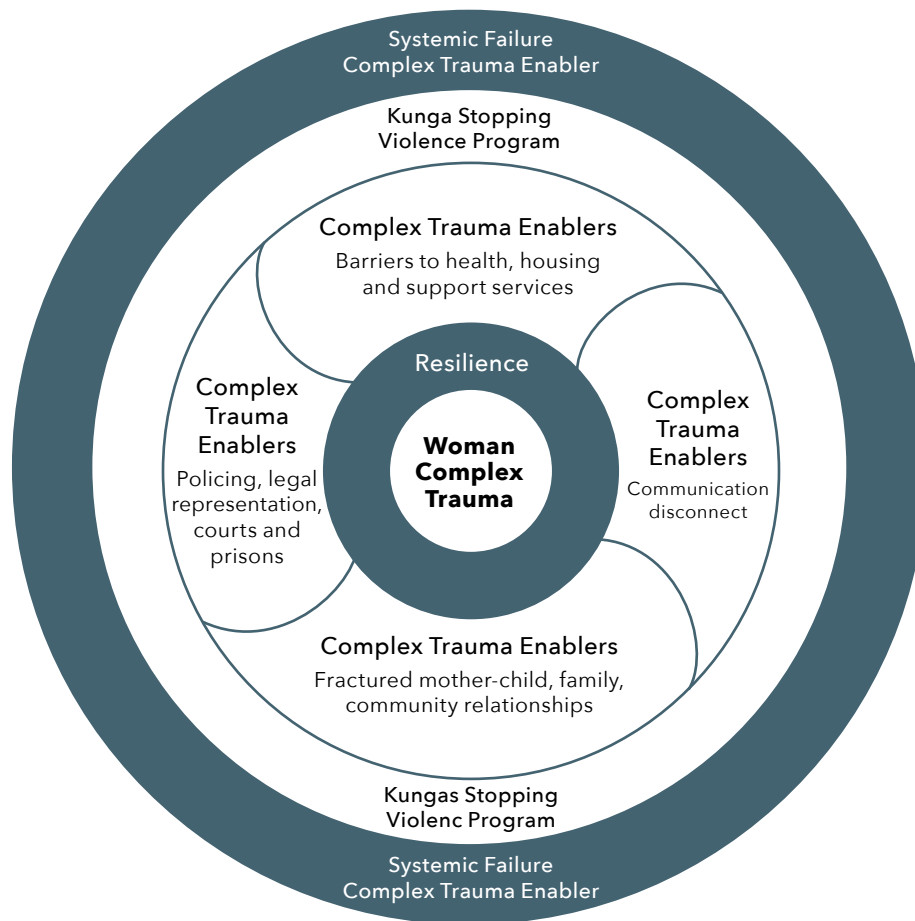 Systemic Failure
Complex Trauma Enabler
Kunga Stopping
Violence Program
Complex Trauma Enablers
Barriers to health, housing
and support services
Resilience
Woman
Complex
Trauma
Complex
Trauma
Enablers
Policing, legal
representation,
courts and
prisons
Complex
Trauma
Enablers
Communication
disconnect
Complex Trauma Enablers
Fractured mother-child, family,
community relationships
Kungas Stopping
Violenc Program
Systemic Failure
Complex Trauma Enabler